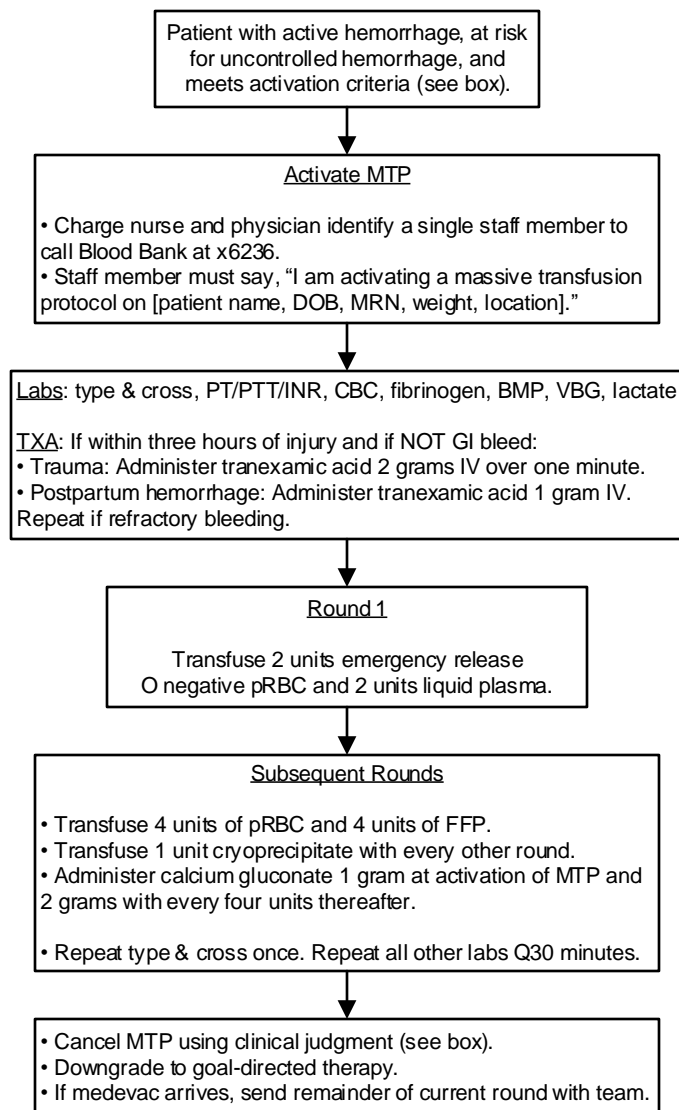 Patient with active hemorrhage, at risk
for uncontrolled hemorrhage, and
meets activation criteria (see box).
Activate MTP
• Charge nurse and physician identify a single staff member to
call Blood Bank at x6236.
• Staff member must say, “I am activating a massive transfusion
protocol on [patient name, DOB, MRN, weight, location].”
Labs: type & cross, PT/PTT/INR, CBC, fibrinogen, BMP, VBG, lactate
TXA: If within three hours of injury and if NOT GI bleed:
• Trauma: Administer tranexamic acid 2 grams IV over one minute.
• Postpartum hemorrhage: Administer tranexamic acid 1 gram IV.
Repeat if refractory bleeding.
Round 1
Transfuse 2 units emergency release
O negative pRBC and 2 units liquid plasma.
Subsequent Rounds
• Transfuse 4 units of pRBC and 4 units of FFP.
• Transfuse 1 unit cryoprecipitate with every other round.
• Administer calcium gluconate 1 gram at activation of MTP and
2 grams with every four units thereafter.
• Repeat type & cross once. Repeat all other labs Q30 minutes.
• Cancel MTP using clinical judgment (see box).
• Downgrade to goal-directed therapy.
• If medevac arrives, send remainder of current round with team.